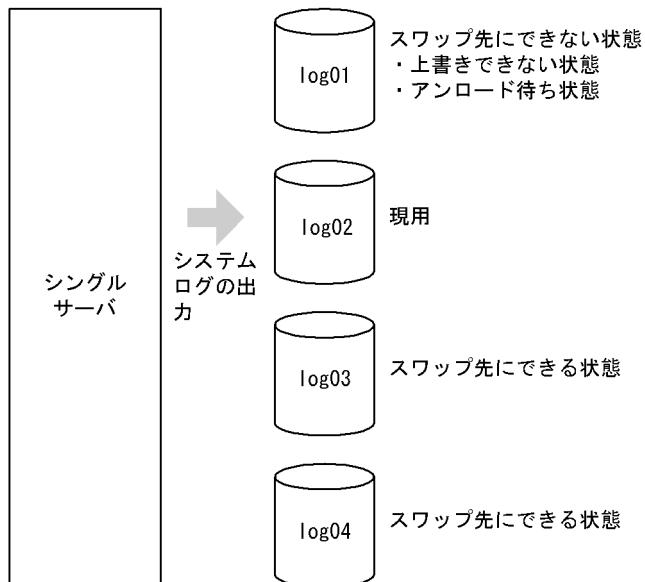 シングル
サーバ
システム
ログの出
力
log01
スワップ先にできない状態
・上書きできない状態
・アンロード待ち状態
log02
現用
log03
スワップ先にできる状態
log04
スワップ先にできる状態